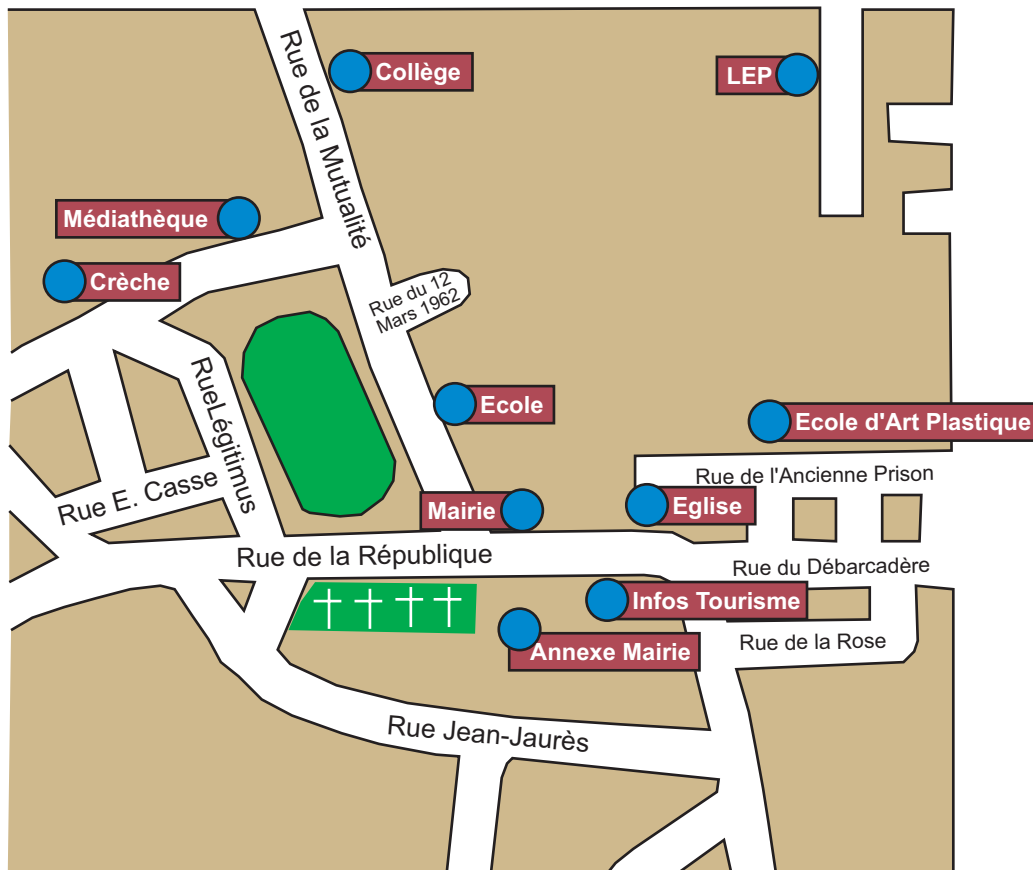 Rue de la Mutualité
Collège
LEP
Médiathèque
Crèche
Rue du 12
Mars 1962
RueLégitimus
Ecole
Ecole d'Art Plastique
Rue de l'Ancienne Prison
Rue E. Casse
Mairie
Eglise
Rue de la République
Rue du Débarcadère
Infos Tourisme
Annexe Mairie
Rue de la Rose
Rue Jean-Jaurès